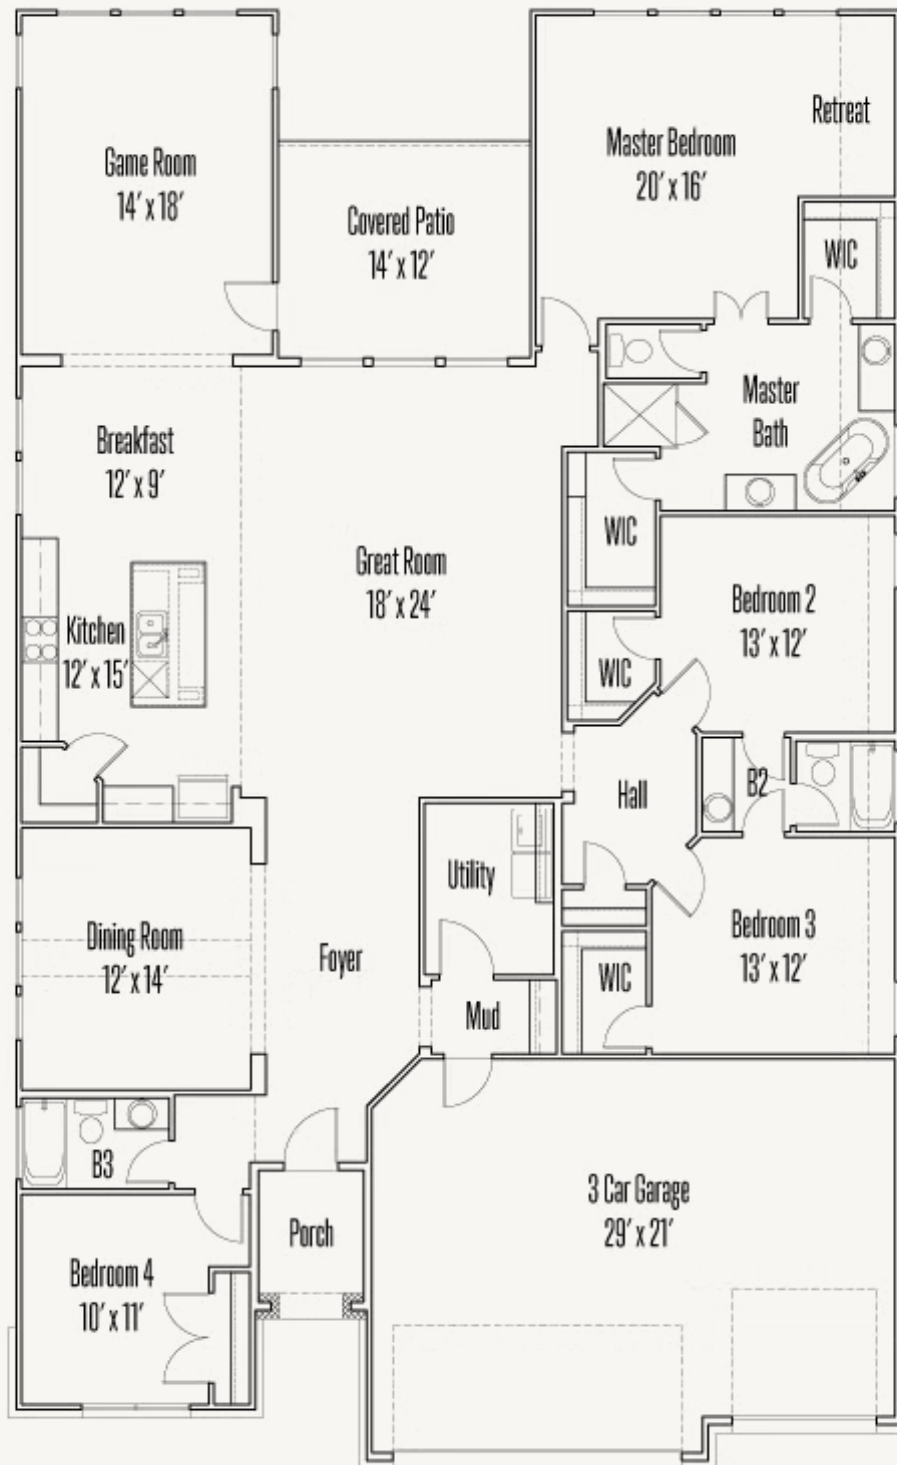 Game Room
14' x 18'
Covered Patio
14' x 12'
Master Bedroom
20' x 16'
Retreat
WIC
Master
Bath
Breakfast
12' x 9'
Great Room
18' x 24'
WIC
Kitchen
12' x 15'
Bedroom 2
13' x 12'
WIC
Hall
B2
Utility
Dining Room
12' x 14'
Foyer
Bedroom 3
13' x 12'
WIC
Mud
B3
3 Car Garage
29' x 21'
Porch
Bedroom 4
10' x 11'